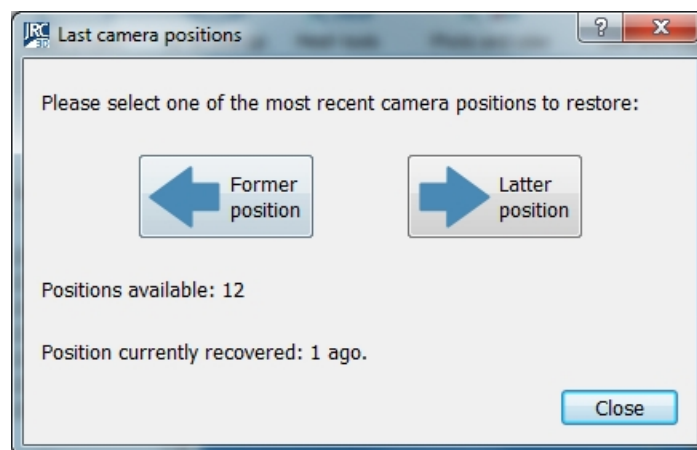 JRC
3D
Last camera positions
?
X
Please select one of the most recent camera positions to restore:
Former
position
Latter
position
Positions available: 12
Position currently recovered: 1 ago.
Close